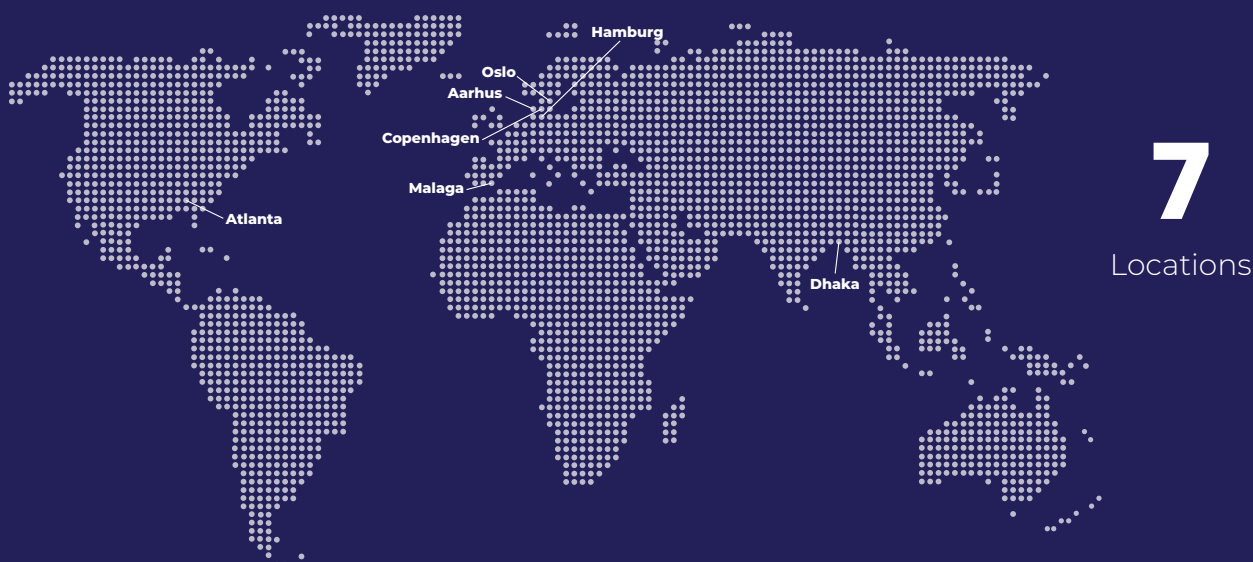 Hamburg
Oslo
Aarhus
Copenhagen
Malaga
Atlanta
Dhaka
7
Locations